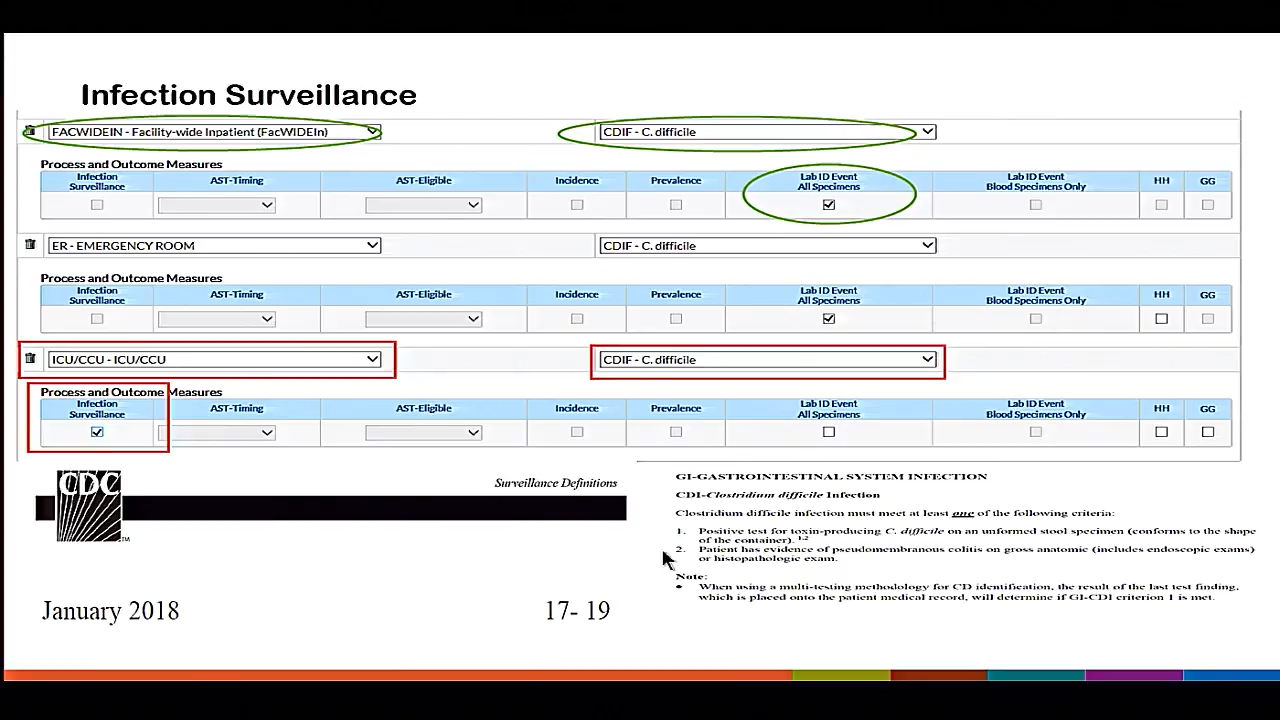 Infection Surveillance
FACWIDEIN - Facility-wide Inpatient (FacWIDEIn)
CDIF - C. difficile
Process and Outcome Measures
Infection Surveillance
AST-Timing
AST-Eligible
Incidence
Prevalence
Lab ID Event All Specimens
Lab ID Event Blood Specimens Only
HH
GG
ER - EMERGENCY ROOM
CDIF - C. difficile
Process and Outcome Measures
Infection Surveillance
AST-Timing
AST-Eligible
Incidence
Prevalence
Lab ID Event All Specimens
Lab ID Event Blood Specimens Only
HH
GG
ICU/CCU - ICU/CCU
CDIF - C. difficile
Process and Outcome Measures
Infection Surveillance
AST-Timing
AST-Eligible
Incidence
Prevalence
Lab ID Event All Specimens
Lab ID Event Blood Specimens Only
HH
GG
CDC
TM
Surveillance Definitions
January 2018
17- 19
GI-GASTROINTESTINAL SYSTEM INFECTION
CDI-Clostridium difficile Infection
Clostridium difficile infection must meet at least one of the following criteria:
1. Positive test for toxin-producing C. difficile on an unformed stool specimen (conforms to the shape
of the container). 1,2
2. Patient has evidence of pseudomembranous colitis on gross anatomic (includes endoscopic exams)
or histopathologic exam.
Note:
• When using a multi-testing methodology for CD identification, the result of the last test finding,
which is placed onto the patient medical record, will determine if GI-CDI criterion 1 is met.